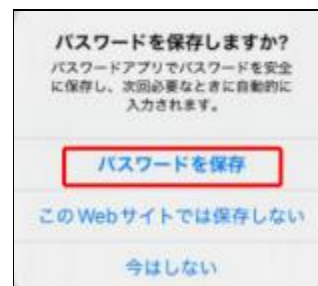 パスワードを保存しますか?
パスワードアプリでパスワードを安全
に保存し、次回必要なときに自動的に
入力されます。
パスワードを保存
このWebサイトでは保存しない
今はしない